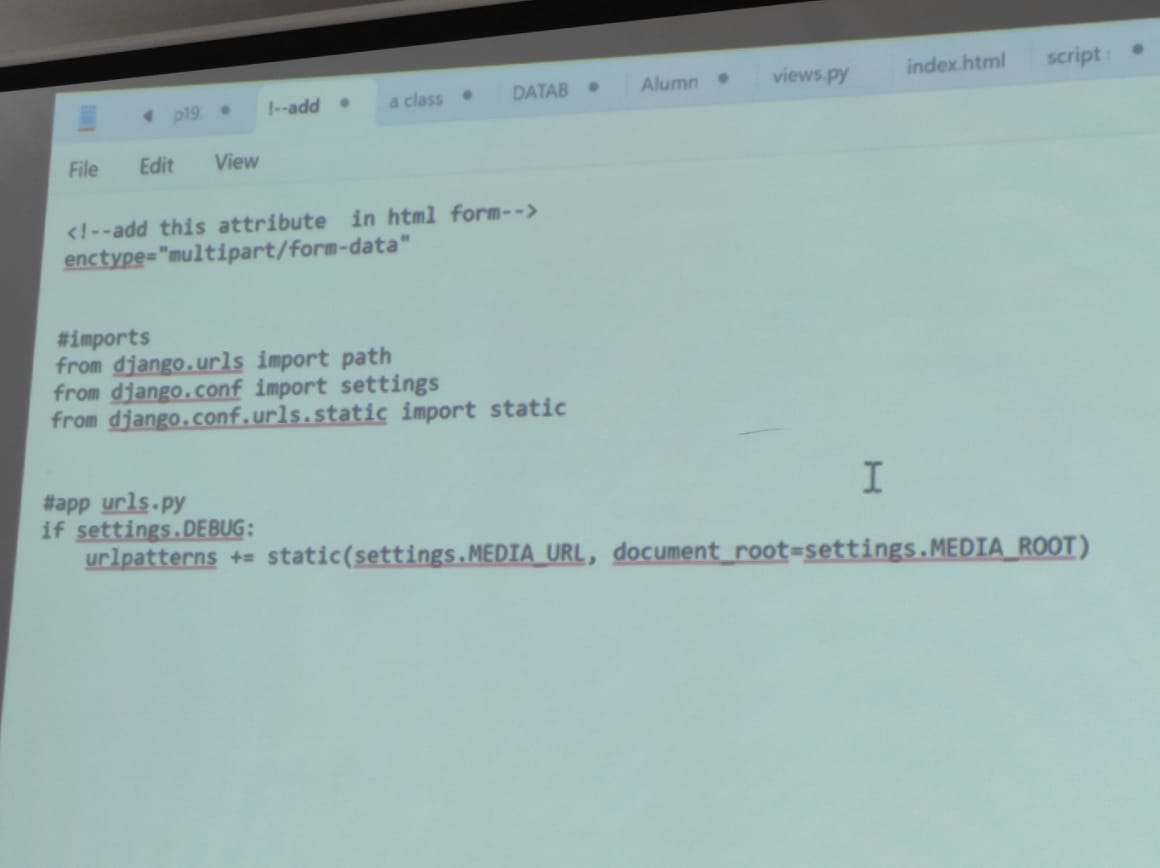 p19 !--add a class DATAB Alumn views.py index.html script
File Edit View
<!--add this attribute  in html form-->
enctype="multipart/form-data"
#imports
from django.urls import path
from django.conf import settings
from django.conf.urls.static import static
#app urls.py
if settings.DEBUG:
    urlpatterns += static(settings.MEDIA_URL, document_root=settings.MEDIA_ROOT)